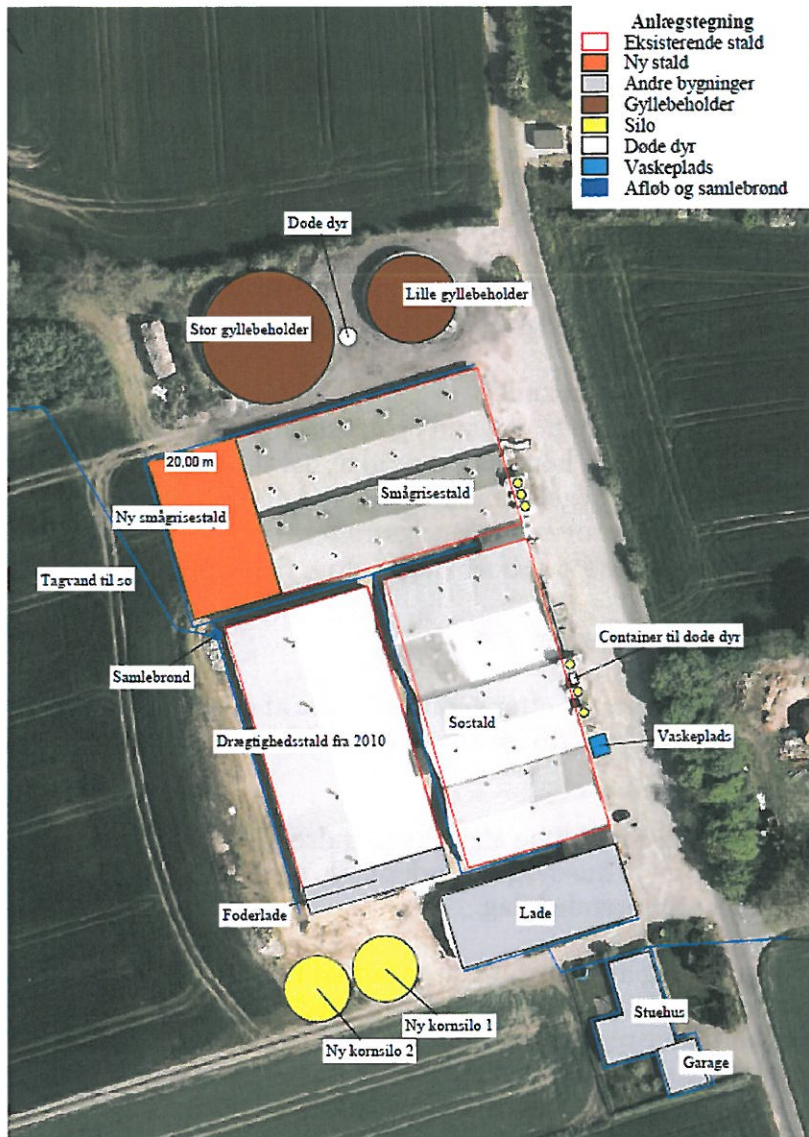 Anlægstegning
Eksisterende stald
Ny stald
Andre bygninger
Gyllebeholder
Silo
Døde dyr
Vaskeplads
Afløb og samlebrønd
Døde dyr
Lille gyllebeholder
Stor gyllebeholder
20,00 m
Smågrisestald
Ny smågrisestald
Tagvand til sø
Container til døde dyr
Samlebrønd
Sostald
Drægtighedsstald fra 2010
Vaskeplads
Foderlade
Lade
Stuehus
Ny kornsilo 1
Ny kornsilo 2
Garage